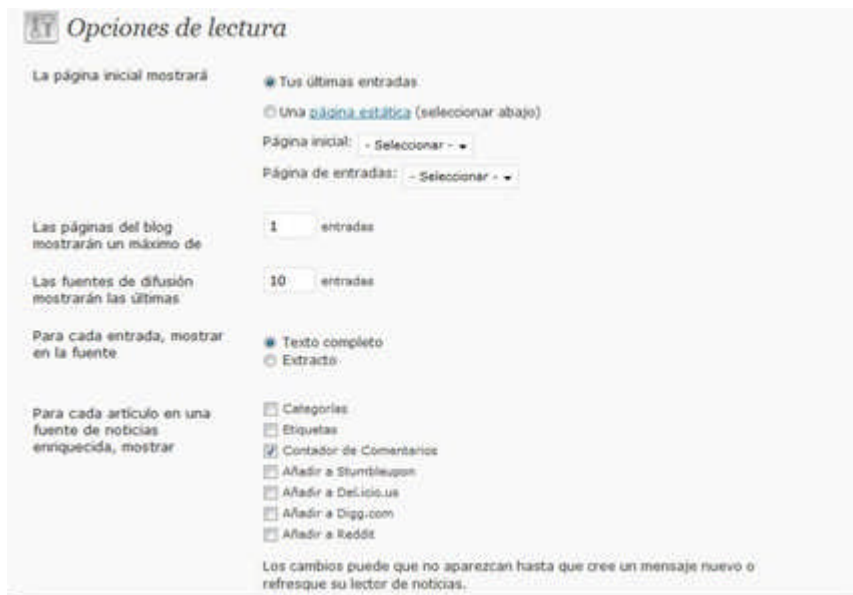 Opciones de lectura
La página inicial mostrará
Tus últimas entradas
Una página estática (seleccionar abajo)
Página inicial: - Seleccionar -
Página de entradas: - Seleccionar -
Las páginas del blog
mostrarán un máximo de
1 entradas
Las fuentes de difusión
mostrarán las últimas
10 entradas
Para cada entrada, mostrar
en la fuente
Texto completo
Extracto
Para cada artículo en una
fuente de noticias
enriquecida, mostrar
Categorías
Etiquetas
Contador de Comentarios
Añadir a Stumbleupon
Añadir a Del.icio.us
Añadir a Digg.com
Añadir a Reddit
Los cambios puede que no aparezcan hasta que cree un mensaje nuevo o
refresque su lector de noticias.